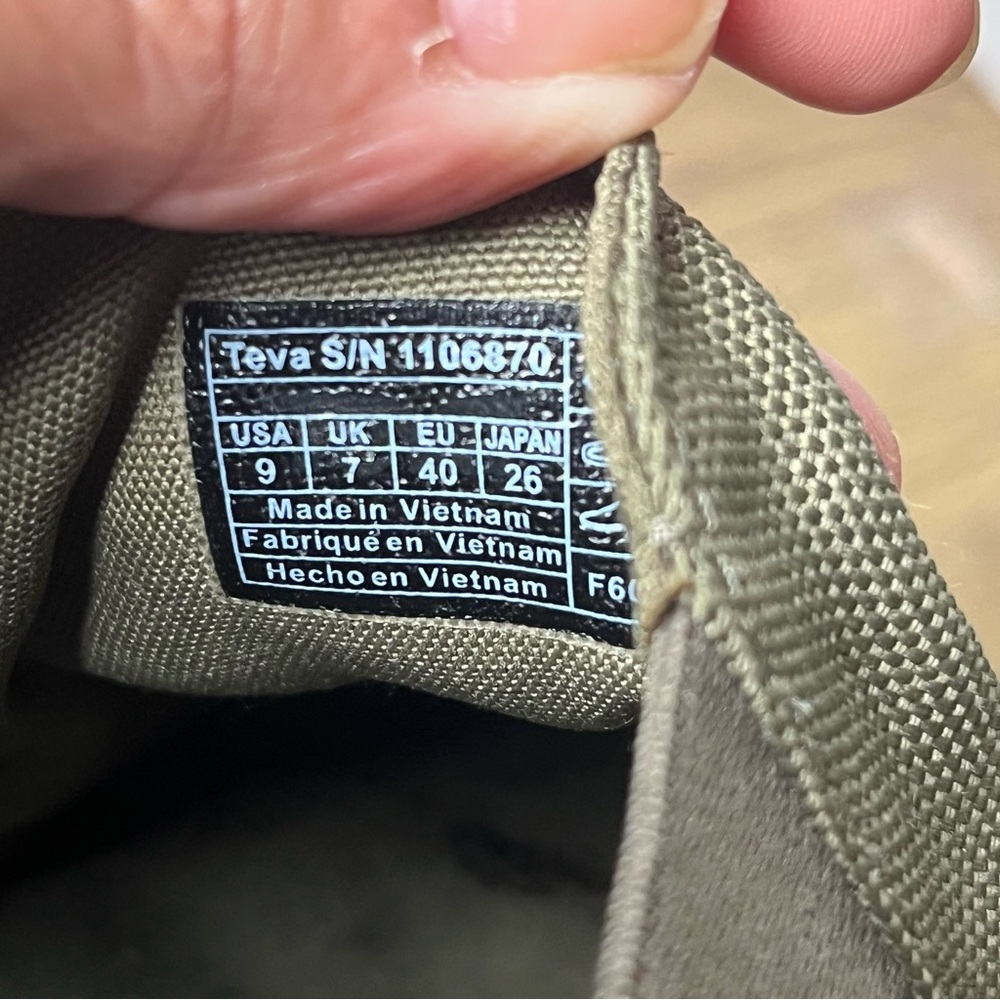 Teva S/N 1106870
USA UK EU JAPAN
9 7 40 26
Made in Vietnam
Fabriqué en Vietnam
Hecho en Vietnam